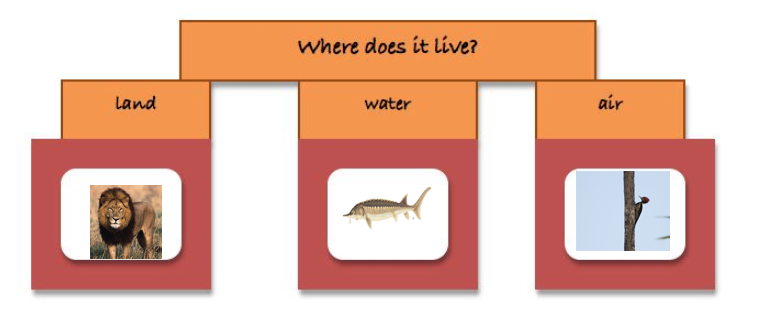 Where does it live?
land
water
air